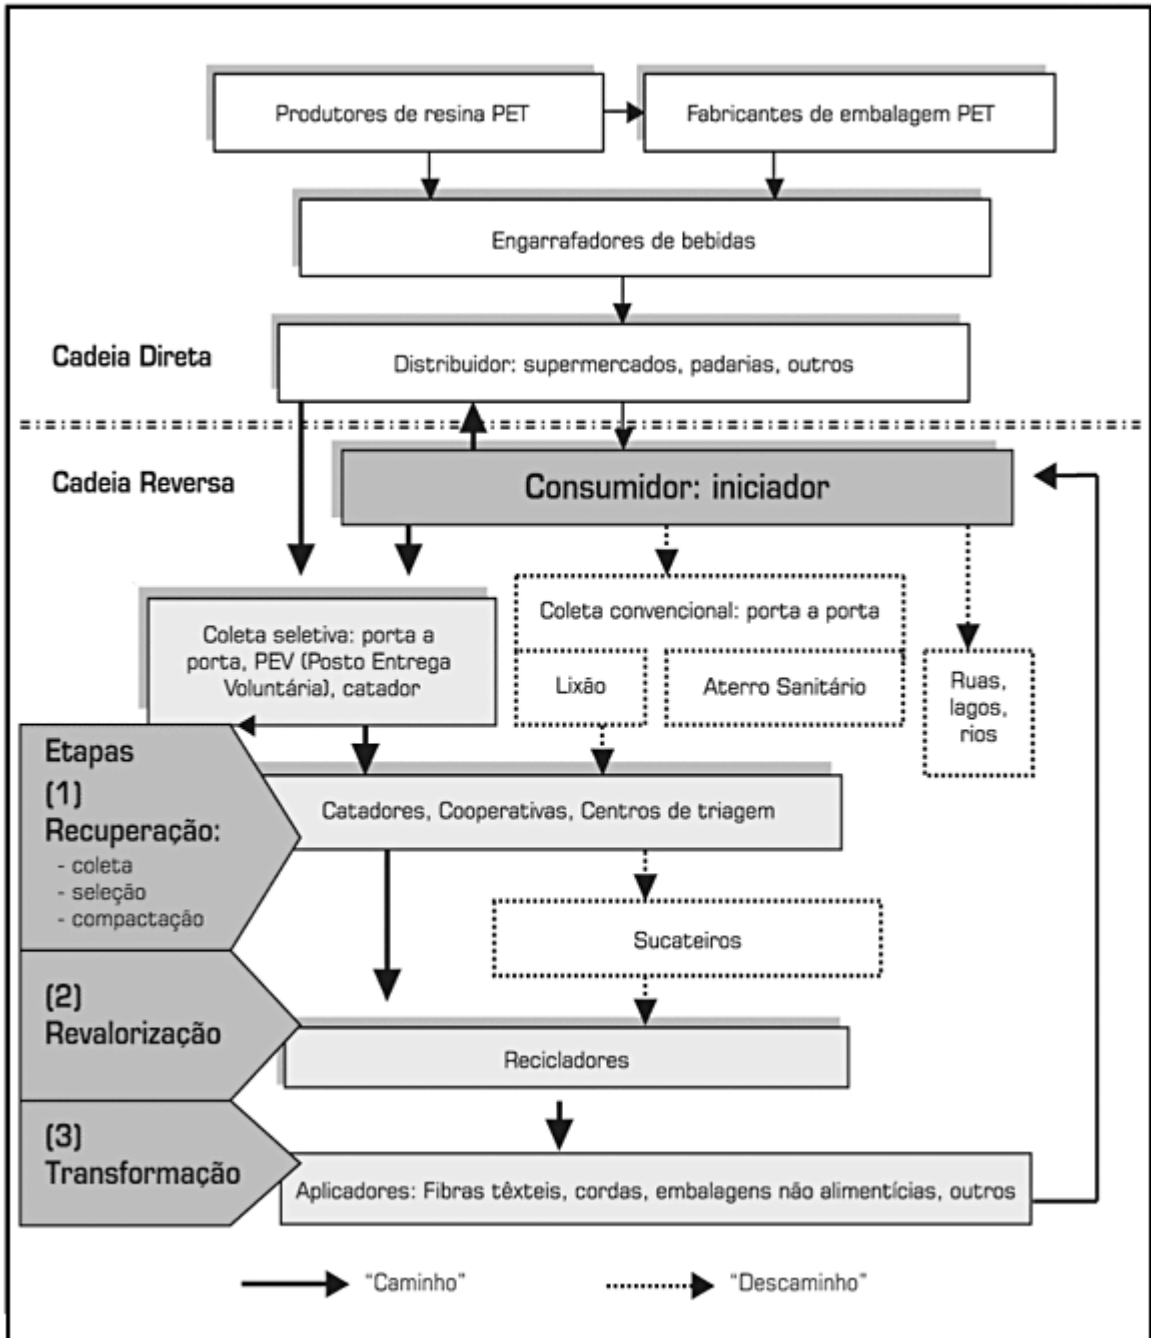 Produtores de resina PET
Fabricantes de embalagem PET
Engarrafadores de bebidas
Cadeia Direta
Distribuidor: supermercados, padarias, outros
Cadeia Reversa
Consumidor: iniciador
Coleta seletiva: porta a
porta, PEV (Posto Entrega
Voluntária), catador
Coleta convencional: porta a porta
Lixão
Aterro Sanitário
Ruas,
lagos,
rios
Etapas
(1)
Recuperação:
- coleta
- seleção
- compactação
Catadores, Cooperativas, Centros de triagem
Sucateiros
(2)
Revalorização
Recicladores
(3)
Transformação
Aplicadores: Fibras têxteis, cordas, embalagens não alimentícias, outros
"Caminho"
"Descaminho"